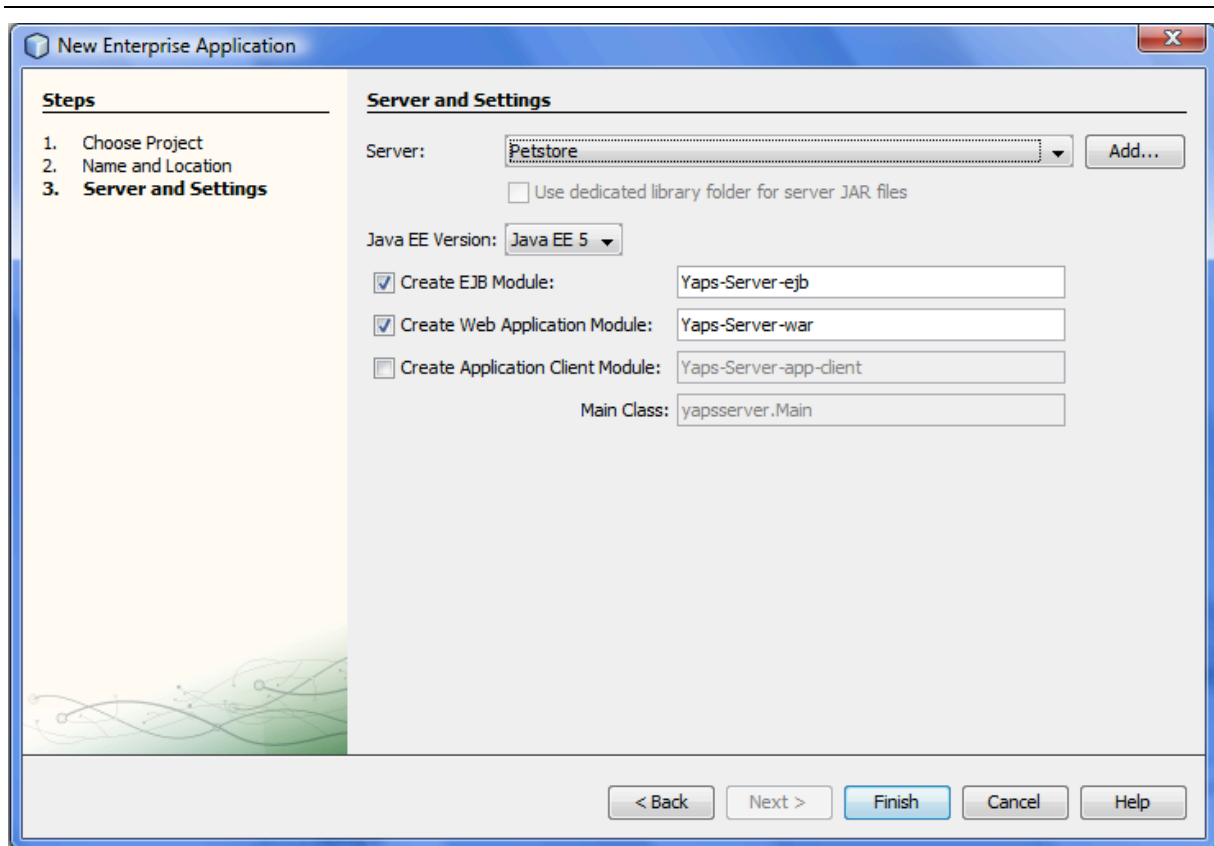 New Enterprise Application
X
Steps
1. Choose Project
2. Name and Location
3. Server and Settings
Server and Settings
Server: Petstore Add...
Use dedicated library folder for server JAR files
Java EE Version: Java EE 5
Create EJB Module: Yaps-Server-ejb
Create Web Application Module: Yaps-Server-war
Create Application Client Module: Yaps-Server-app-client
Main Class: yapsserver.Main
< Back Next > Finish Cancel Help